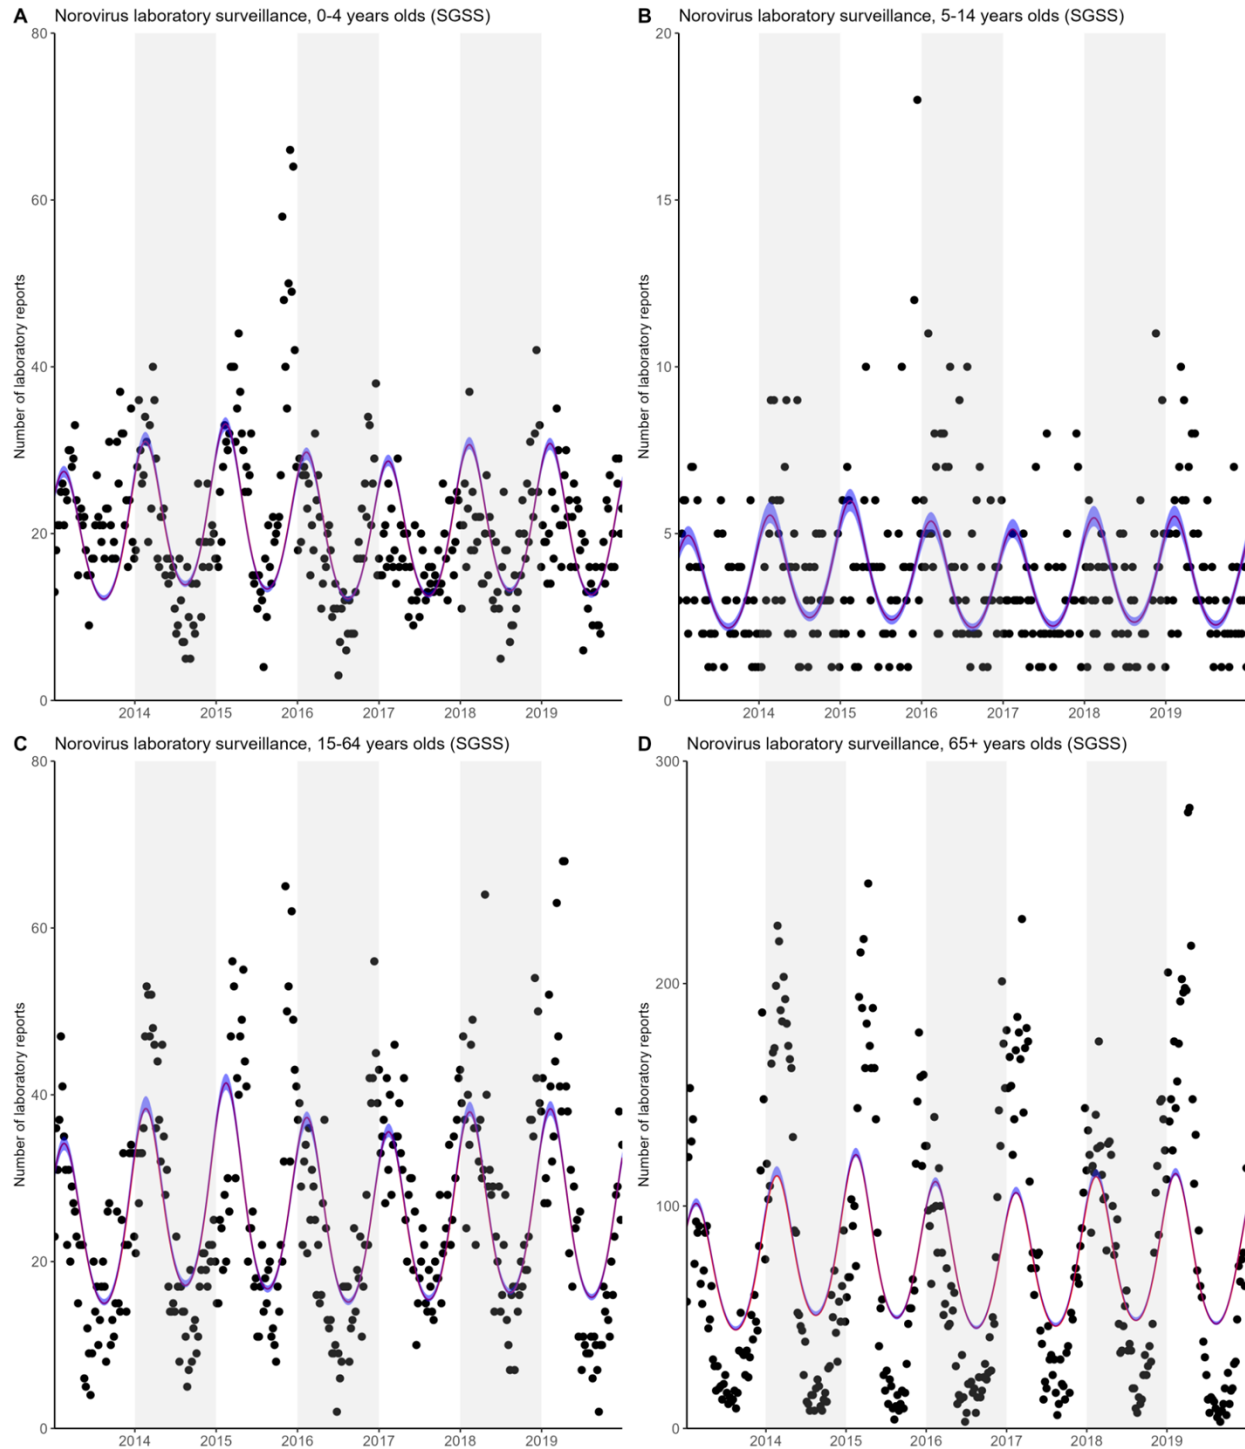 A Norovirus laboratory surveillance, 0-4 years olds (SGSS)
Number of laboratory reports
80
60
40
20
0
2014 2015 2016 2017 2018 2019
B Norovirus laboratory surveillance, 5-14 years olds (SGSS)
Number of laboratory reports
20
15
10
5
0
2014 2015 2016 2017 2018 2019
C Norovirus laboratory surveillance, 15-64 years olds (SGSS)
Number of laboratory reports
80
60
40
20
0
2014 2015 2016 2017 2018 2019
D Norovirus laboratory surveillance, 65+ years olds (SGSS)
Number of laboratory reports
300
200
100
0
2014 2015 2016 2017 2018 2019